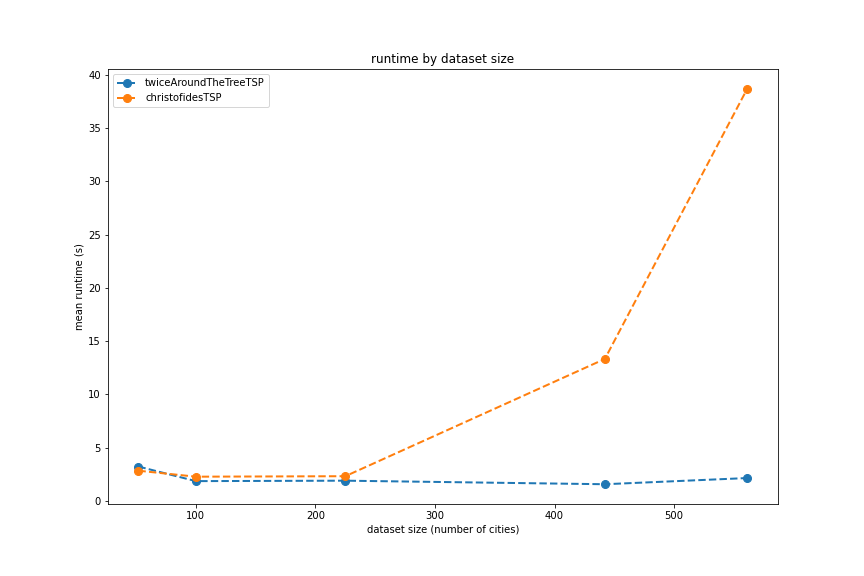 runtime by dataset size
twiceAroundTheTreeTSP
christofidesTSP
40
35
30
25
20
15
10
5
0
mean runtime (s)
100
200
300
400
500
dataset size (number of cities)